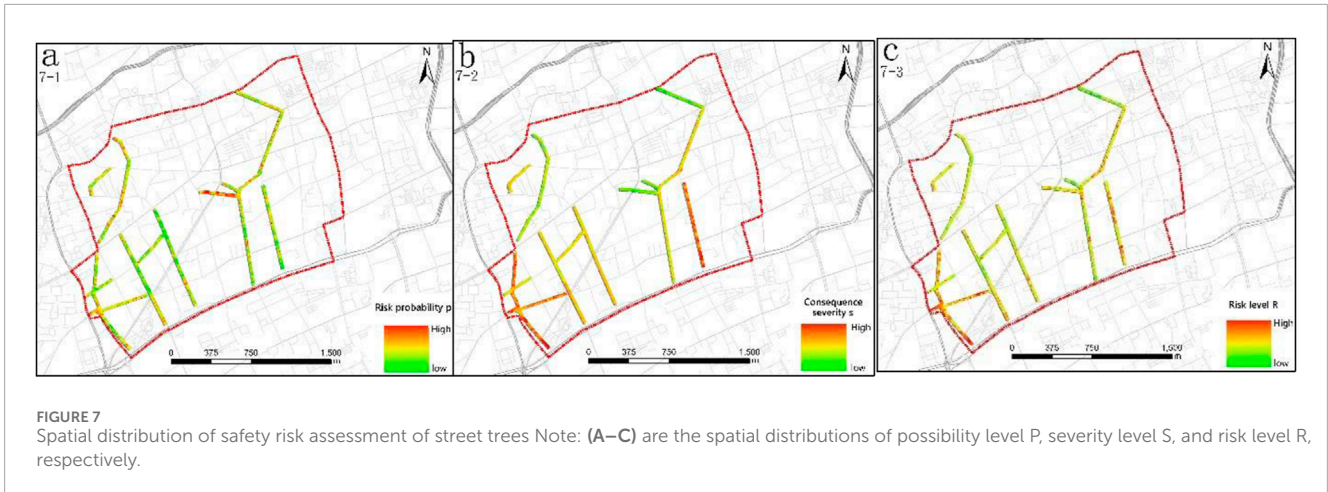 a
7-1
N
Risk probability p
High
low
0 375 750 1,500
m
b
7-2
N
Consequence
severity s
High
low
0 375 750 1,500
m
c
7-3
N
Risk level R
High
low
0 375 750 1,500
m
FIGURE 7
Spatial distribution of safety risk assessment of street trees Note: (A–C) are the spatial distributions of possibility level P, severity level S, and risk level R,
respectively.